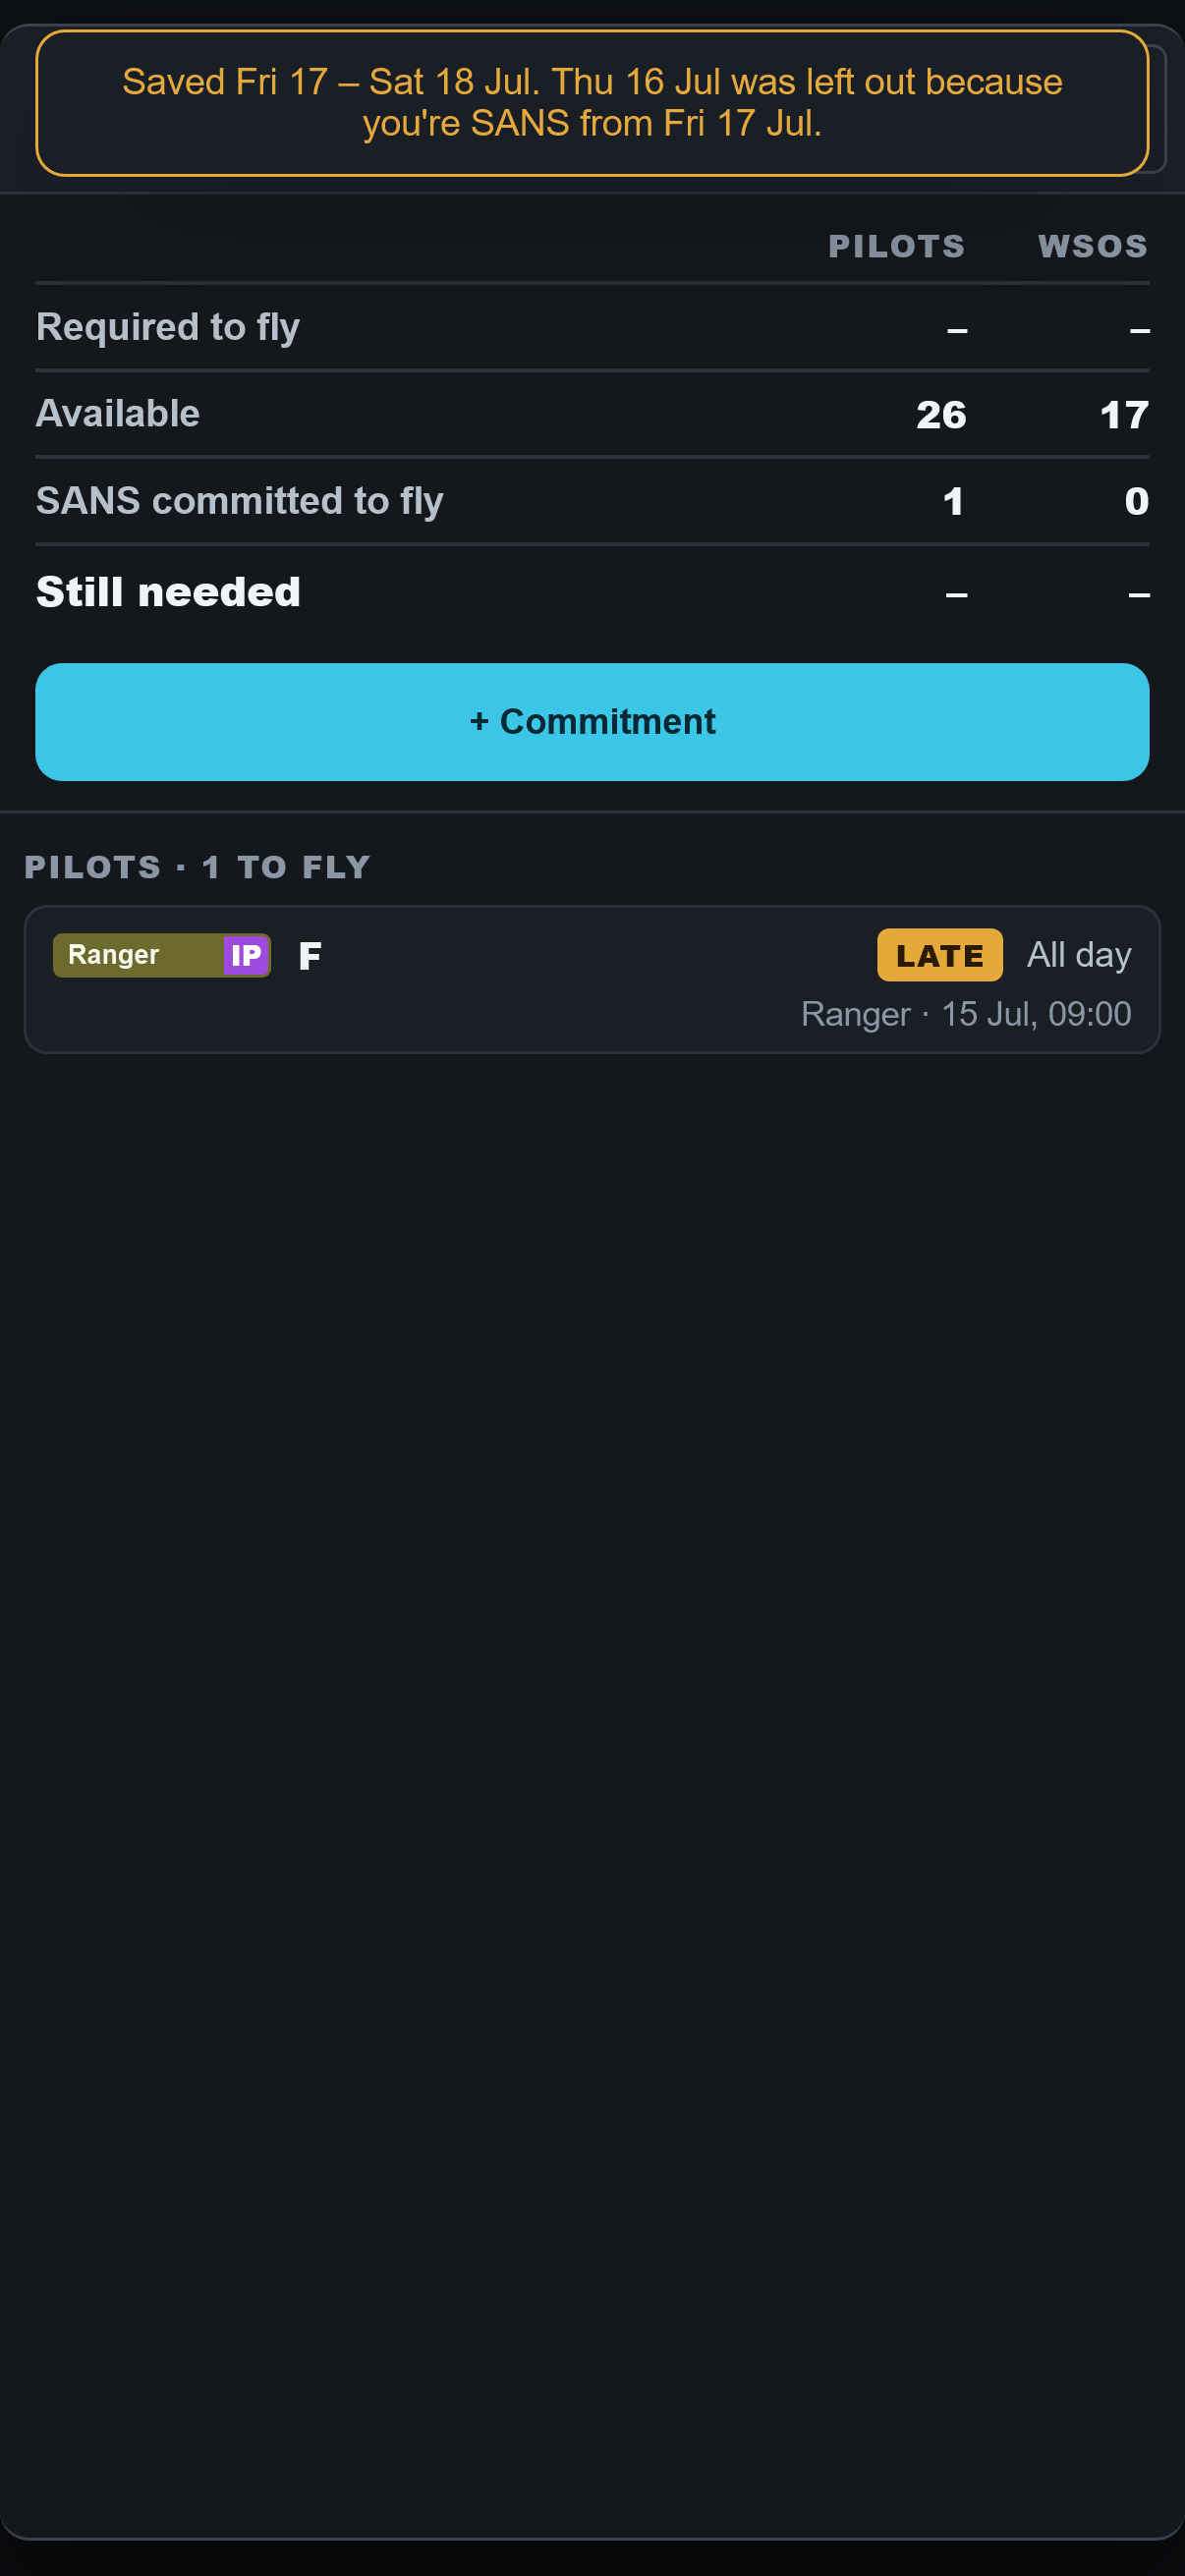 Saved Fri 17 – Sat 18 Jul. Thu 16 Jul was left out because
you're SANS from Fri 17 Jul.
PILOTS WSOS
Required to fly – –
Available 26 17
SANS committed to fly 1 0
Still needed – –
+ Commitment
PILOTS · 1 TO FLY
Ranger IP F LATE All day
Ranger · 15 Jul, 09:00